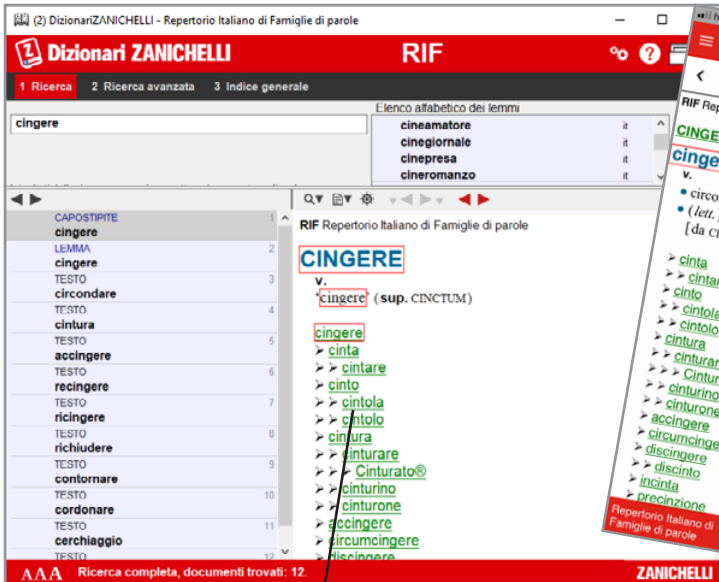 (2) DizionariZANICHELLI - Repertorio Italiano di Famiglie di parole
Dizionari ZANICHELLI RIF
1 Ricerca 2 Ricerca avanzata 3 Indice generale
cingere
Elenco alfabetico dei lemmi
cineamatore it
cinegiornale it
cinepresa it
cineromanzo it
CAPOSTIPITE 1
cingere
LEMMA 2
cingere
TESTO 3
circondare
TESTO 4
cintura
TESTO 5
accingere
TESTO 6
recingere
TESTO 7
ricingere
TESTO 8
richiudere
TESTO 9
contornare
TESTO 10
cordonare
TESTO 11
cerchiaggio
TESTO 12
RIF Repertorio Italiano di Famiglie di parole
CINGERE
v.
‘cingere’ (sup. CINCTUM)
cingere
➢ cinta
➢ ➢ cintare
➢ cinto
➢ ➢ cintola
➢ ➢ cintolo
➢ cintura
➢ ➢ cinturare
➢ ➢ ➢ Cinturato®
➢ ➢ cinturino
➢ ➢ cinturone
➢ accingere
➢ circumcingere
➢ discingere
AAA Ricerca completa, documenti trovati: 12.
ZANICHELLI
RIF Rep
CINGE
cinge
v.
• circo
• (lett.
[da CI
➢ cinta
➢ ➢ cintar
➢ cinto
➢ ➢ cintola
➢ ➢ cintolo
➢ cintura
➢ ➢ cinturar
➢ ➢ ➢ Cintur
➢ ➢ cinturino
➢ ➢ cinturone
➢ accingere
➢ circumcinge
➢ discingere
➢ ➢ discinto
➢ incinta
➢ precinzione
Repertorio Italiano di
Famiglie di parole